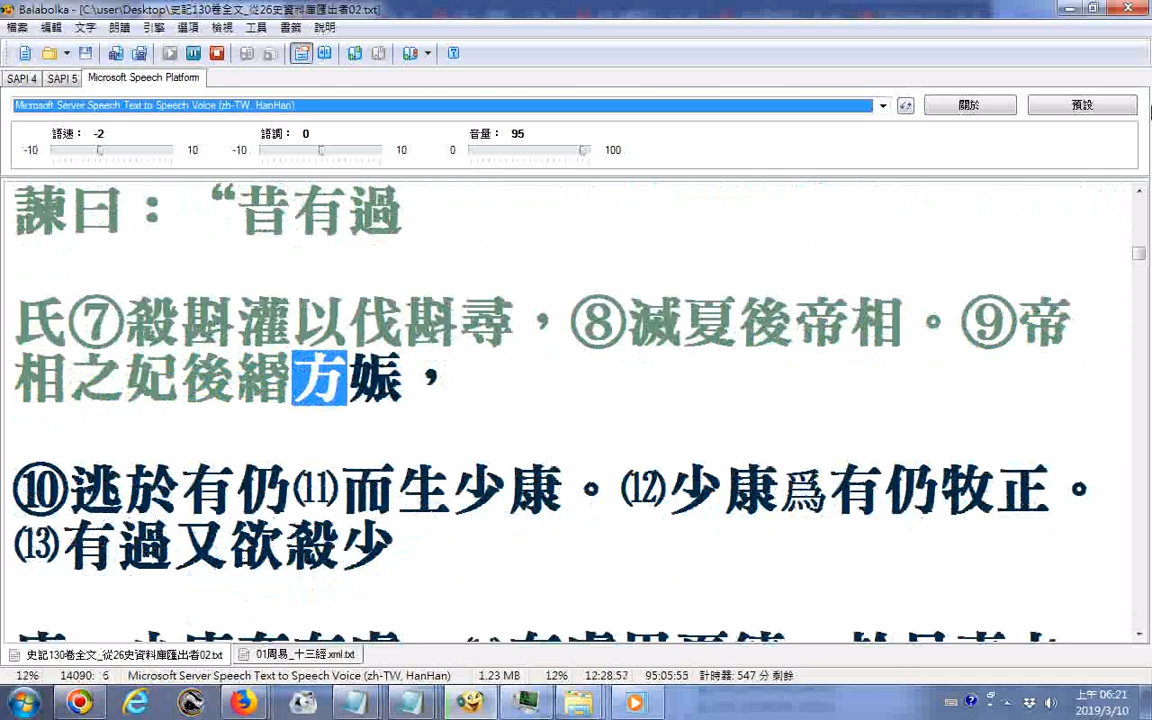 Balabolka - [C:\user\Desktop\史記130卷全文_從26史資料庫匯出者02.txt]
檔案 編輯 文字 朗讀 引擎 選項 檢視 工具 書籤 說明
SAPI 4 SAPI 5 Microsoft Speech Platform
Microsoft Server Speech Text to Speech Voice (zh-TW, HanHan) 關於 預設
語速： -2 語調： 0 音量： 95
-10 10 -10 10 0 100
諫曰：“昔有過
氏⑦殺斟灌以伐斟尋，⑧滅夏後帝相。⑨帝
相之妃後緡方娠，
⑩逃於有仍⑾而生少康。⑿少康爲有仍牧正。
⒀有過又欲殺少
史記130卷全文_從26史資料庫匯出者02.txt 01周易_十三經.xml.txt
12% 14090: 6 Microsoft Server Speech Text to Speech Voice (zh-TW, HanHan) 1.23 MB 12% 12:28:53 95:05:55 計時器: 547 分 剩餘
上午 06:21
2019/3/10